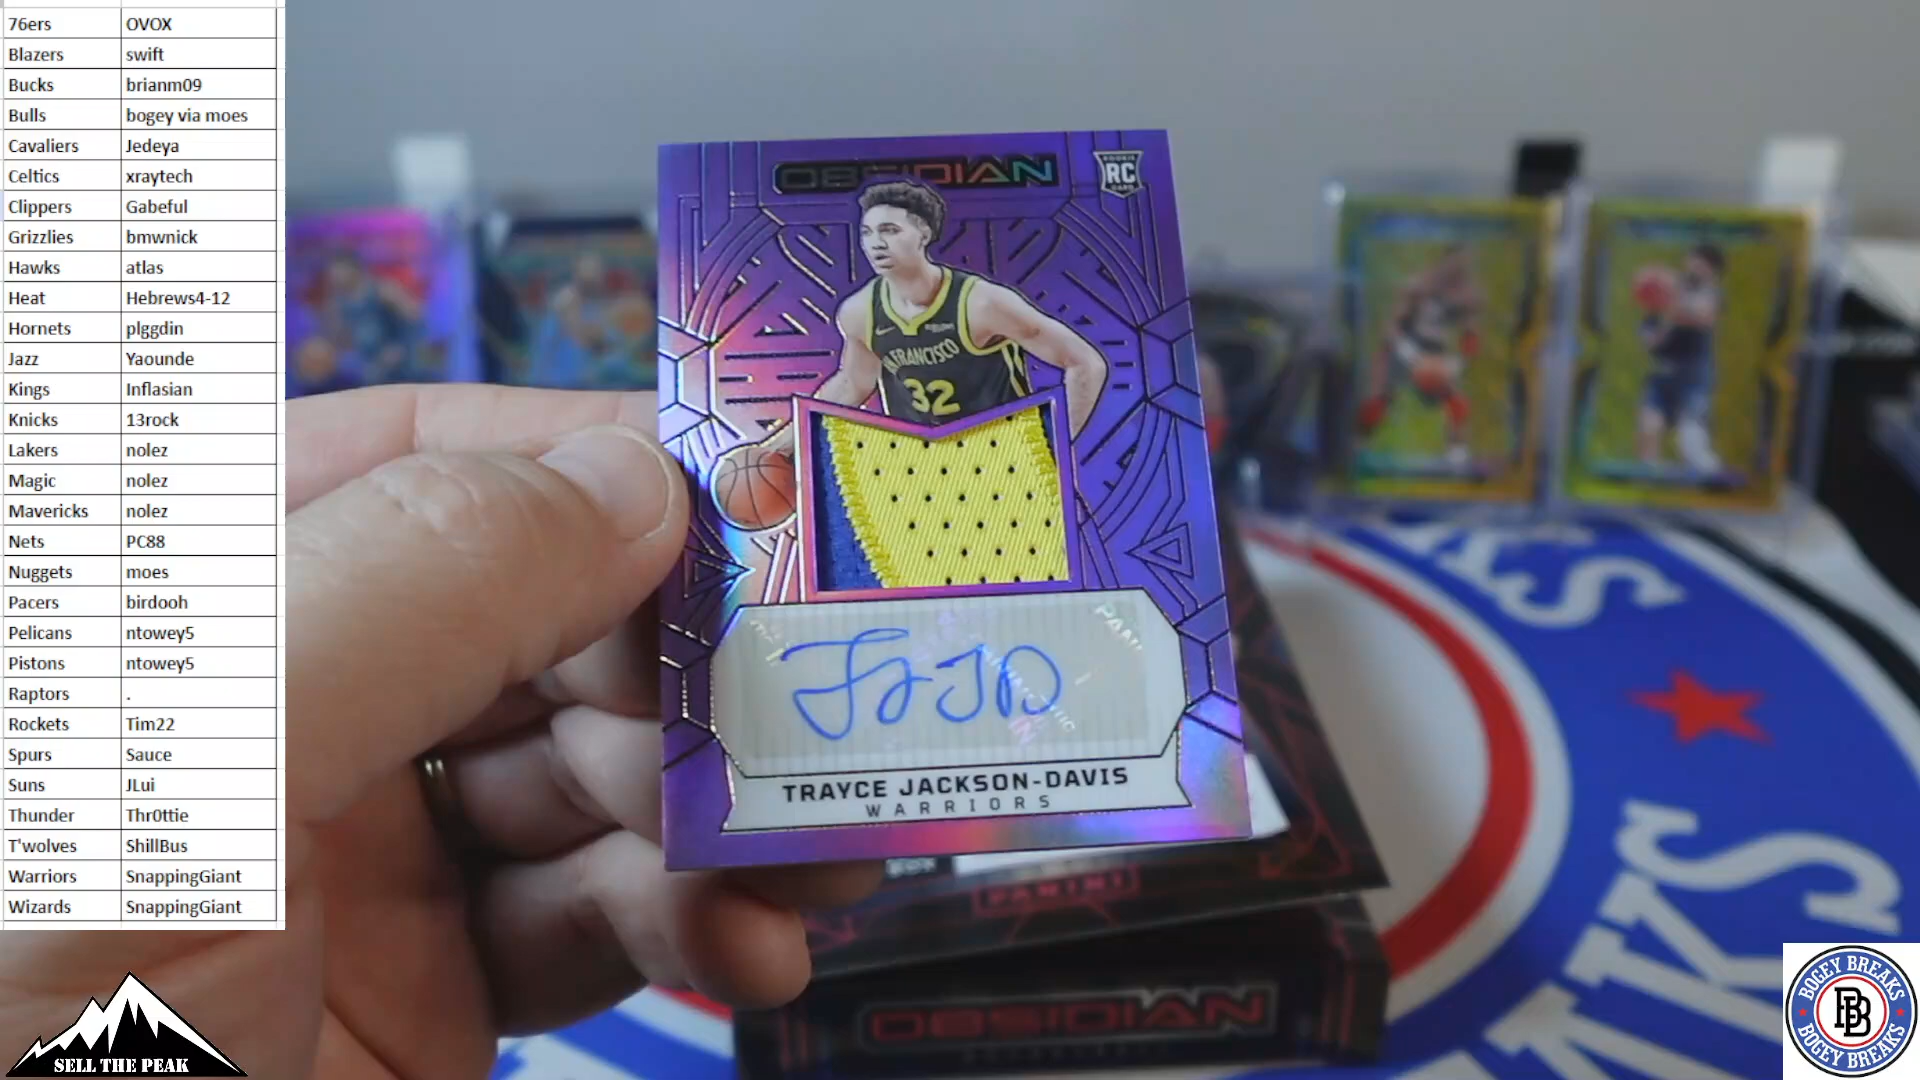 76ers OVOX
Blazers swift
Bucks brianm09
Bulls bogey via moes
Cavaliers Jedeya
Celtics xraytech
Clippers Gabeful
Grizzlies bmwnick
Hawks atlas
Heat Hebrews4-12
Hornets plggdin
Jazz Yaounde
Kings Inflasian
Knicks 13rock
Lakers nolez
Magic nolez
Mavericks nolez
Nets PC88
Nuggets moes
Pacers birdooh
Pelicans ntowey5
Pistons ntowey5
Raptors .
Rockets Tim22
Spurs Sauce
Suns JLui
Thunder Thr0ttie
T'wolves ShillBus
Warriors SnappingGiant
Wizards SnappingGiant
SELL THE PEAK
OBSIDIAN
ROOKIE
RC
CARD
SAN FRANCISCO
32
TRAYCE JACKSON-DAVIS
WARRIORS
BOX
PANINI
OBSIDIAN
BOGEY BREAKS
BB
BOGEY BREAKS